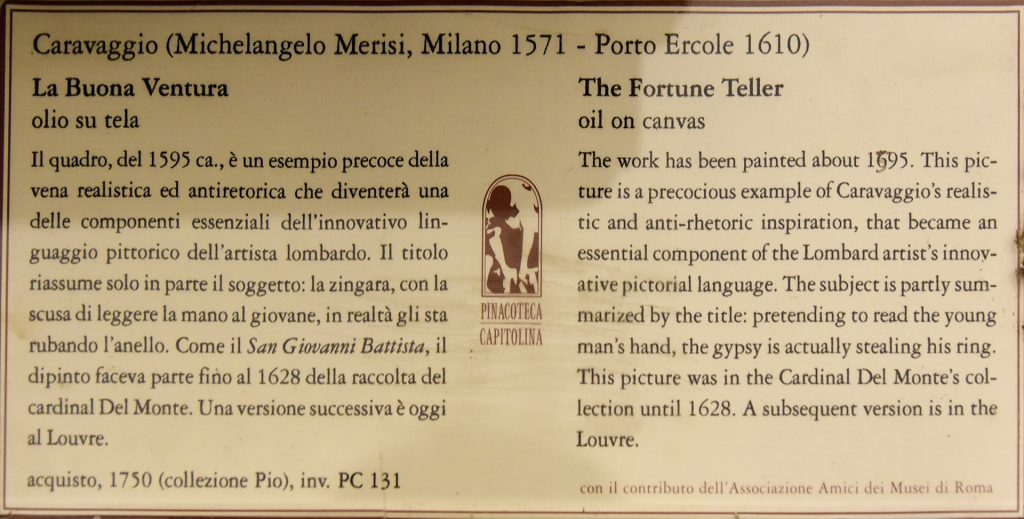 Caravaggio (Michelangelo Merisi, Milano 1571 - Porto Ercole 1610)
La Buona Ventura
olio su tela
Il quadro, del 1595 ca., è un esempio precoce della
vena realistica ed antiretorica che diventerà una
delle componenti essenziali dell'innovativo lin-
guaggio pittorico dell'artista lombardo. Il titolo
riassume solo in parte il soggetto: la zingara, con la
scusa di leggere la mano al giovane, in realtà gli sta
rubando l'anello. Come il San Giovanni Battista, il
dipinto faceva parte fino al 1628 della raccolta del
cardinal Del Monte. Una versione successiva è oggi
al Louvre.
acquisto, 1750 (collezione Pio), inv. PC 131
PINACOTECA
CAPITOLINA
The Fortune Teller
oil on canvas
The work has been painted about 1595. This pic-
ture is a precocious example of Caravaggio's realis-
tic and anti-rhetoric inspiration, that became an
essential component of the Lombard artist's innov-
ative pictorial language. The subject is partly sum-
marized by the title: pretending to read the young
man's hand, the gypsy is actually stealing his ring.
This picture was in the Cardinal Del Monte's col-
lection until 1628. A subsequent version is in the
Louvre.
con il contributo dell'Associazione Amici dei Musei di Roma